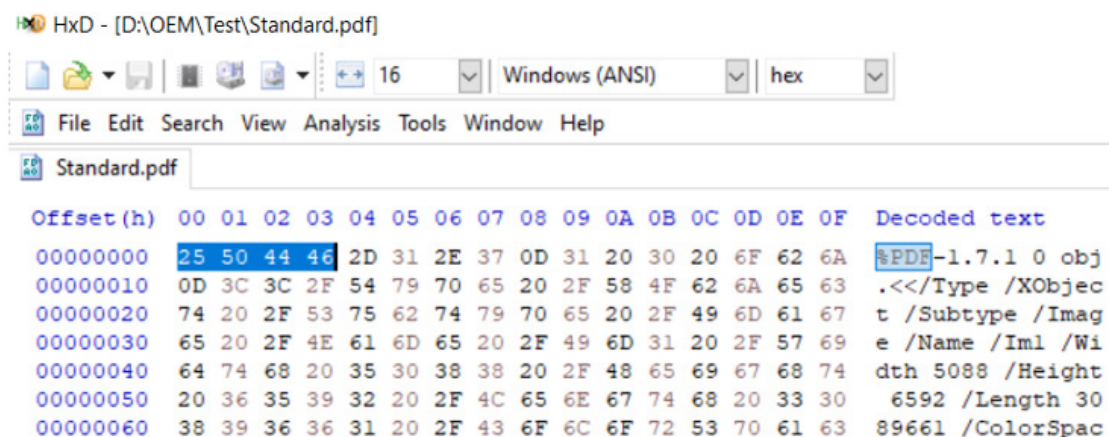 HxD - [D:\OEM\Test\Standard.pdf]
16 Windows (ANSI) hex
File Edit Search View Analysis Tools Window Help
Standard.pdf
Offset(h) 00 01 02 03 04 05 06 07 08 09 0A 0B 0C 0D 0E 0F Decoded text
00000000 25 50 44 46 2D 31 2E 37 0D 31 20 30 20 6F 62 6A %PDF-1.7.1 0 obj
00000010 0D 3C 3C 2F 54 79 70 65 20 2F 58 4F 62 6A 65 63 .<</Type /XObjec
00000020 74 20 2F 53 75 62 74 79 70 65 20 2F 49 6D 61 67 t /Subtype /Imag
00000030 65 20 2F 4E 61 6D 65 20 2F 49 6D 31 20 2F 57 69 e /Name /Im1 /Wi
00000040 64 74 68 20 35 30 38 38 20 2F 48 65 69 67 68 74 dth 5088 /Height
00000050 20 36 35 39 32 20 2F 4C 65 6E 67 74 68 20 33 30 6592 /Length 30
00000060 38 39 36 36 31 20 2F 43 6F 6C 6F 72 53 70 61 63 89661 /ColorSpac